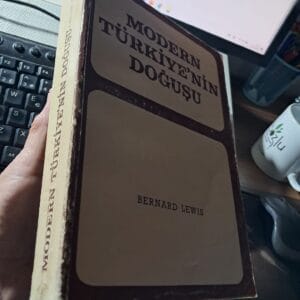 MODERN
TÜRKİYE'NİN
DOĞUŞU
BERNARD LEWIS
MODERN TÜRKİYE'NİN DOĞUŞU